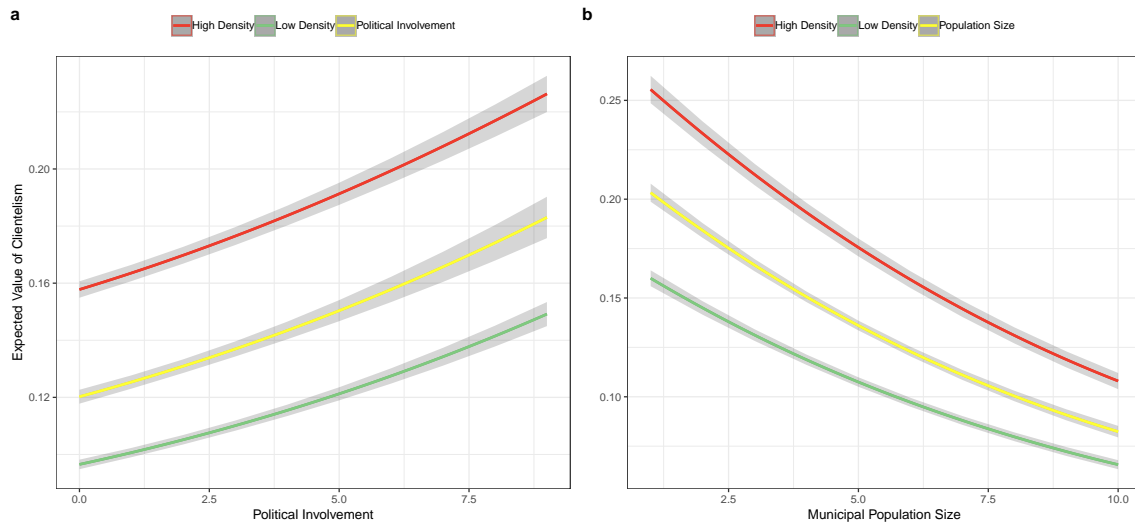 a
High Density Low Density Political Involvement
0.20
0.16
0.12
0.0 2.5 5.0 7.5
Political Involvement
Expected Value of Clientelism
b
High Density Low Density Population Size
0.25
0.20
0.15
0.10
2.5 5.0 7.5 10.0
Municipal Population Size